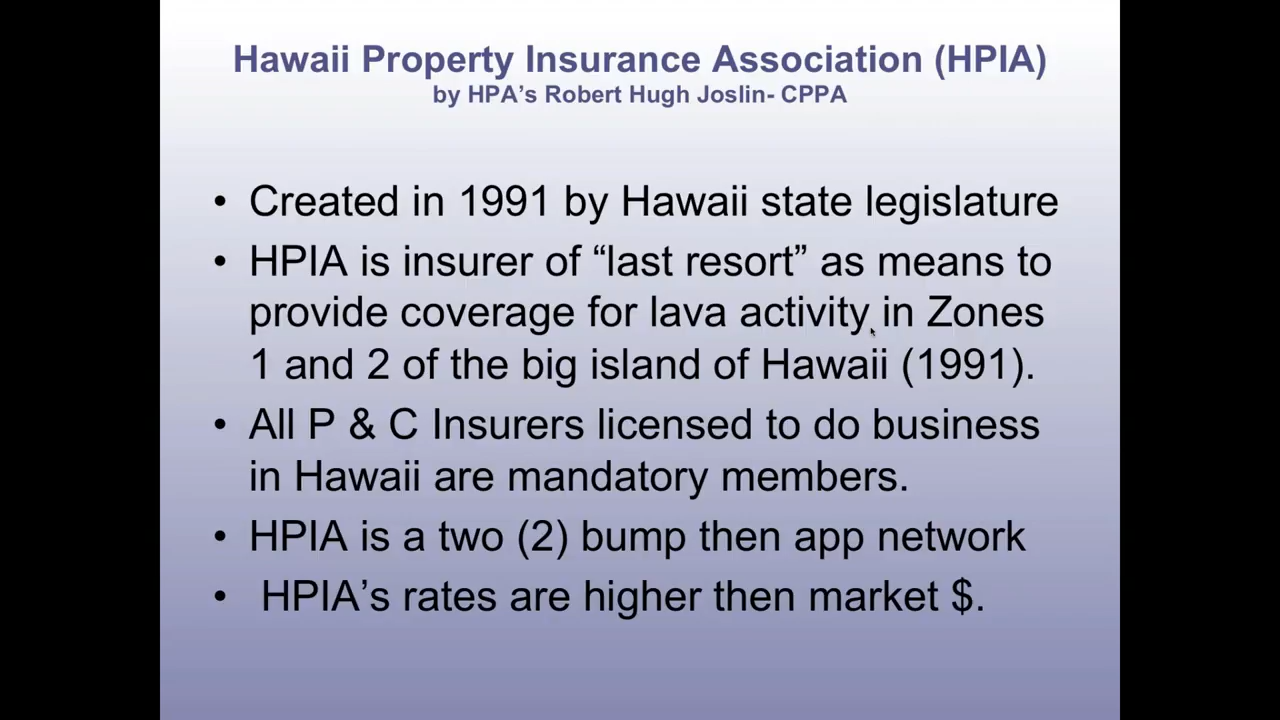 Hawaii Property Insurance Association (HPIA)
by HPA's Robert Hugh Joslin- CPPA
• Created in 1991 by Hawaii state legislature
• HPIA is insurer of “last resort” as means to
provide coverage for lava activity in Zones
1 and 2 of the big island of Hawaii (1991).
• All P & C Insurers licensed to do business
in Hawaii are mandatory members.
• HPIA is a two (2) bump then app network
• HPIA's rates are higher then market $.